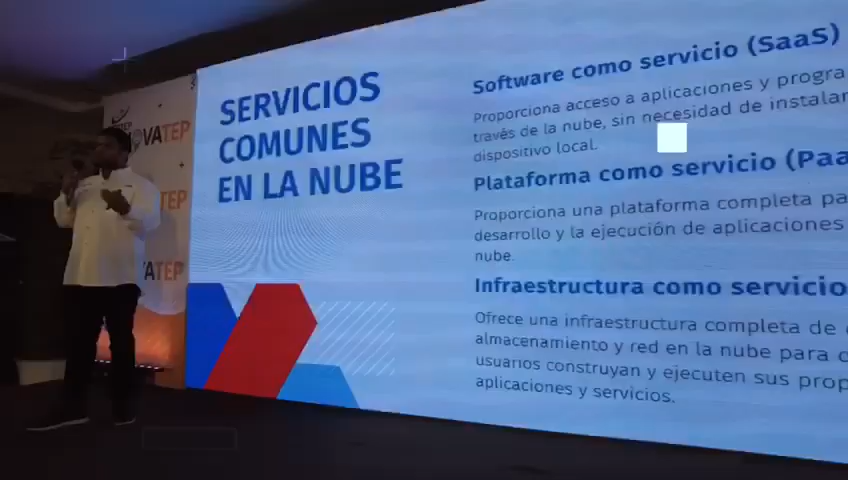 SERVICIOS
COMUNES
EN LA NUBE
Software como servicio (SaaS)
Proporciona acceso a aplicaciones y progra
través de la nube, sin necesidad de instalar
dispositivo local.
Plataforma como servicio (Paa
Proporciona una plataforma completa pa
desarrollo y la ejecución de aplicaciones
nube.
Infraestructura como servicio
Ofrece una infraestructura completa de
almacenamiento y red en la nube para
usuarios construyan y ejecuten sus prop
aplicaciones y servicios.
VATEP
TEP
VATEP